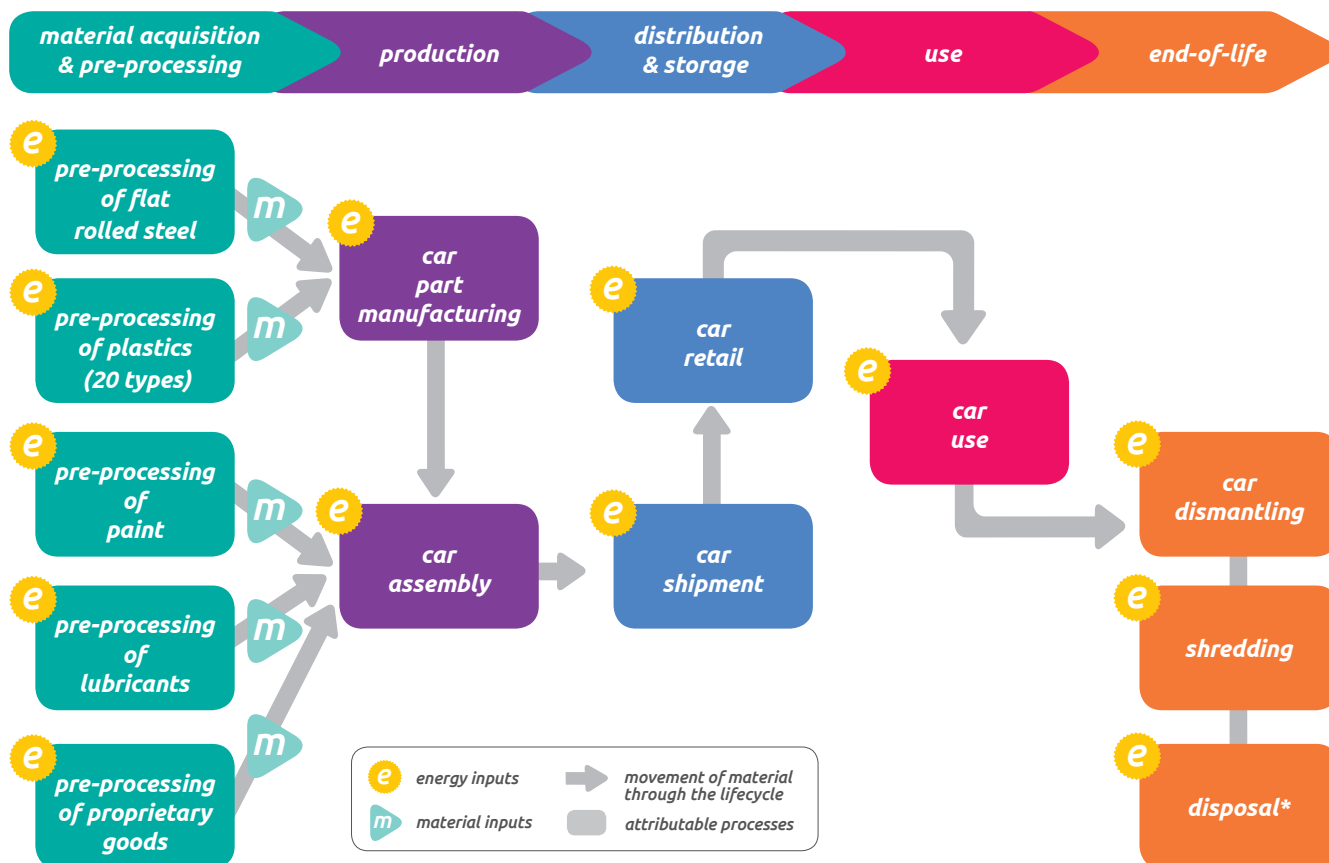 material acquisition
& pre-processing
production
distribution
& storage
use
end-of-life
e
pre-processing
of flat
rolled steel
m
e
pre-processing
of plastics
(20 types)
m
e
pre-processing
of
paint
m
e
pre-processing
of
lubricants
m
e
pre-processing
of proprietary
goods
m
e
car
part
manufacturing
e
car
assembly
e
car
retail
e
car
shipment
e
car
use
e
car
dismantling
e
shredding
e
disposal*
e
energy inputs
m
material inputs
movement of material
through the lifecycle
attributable processes